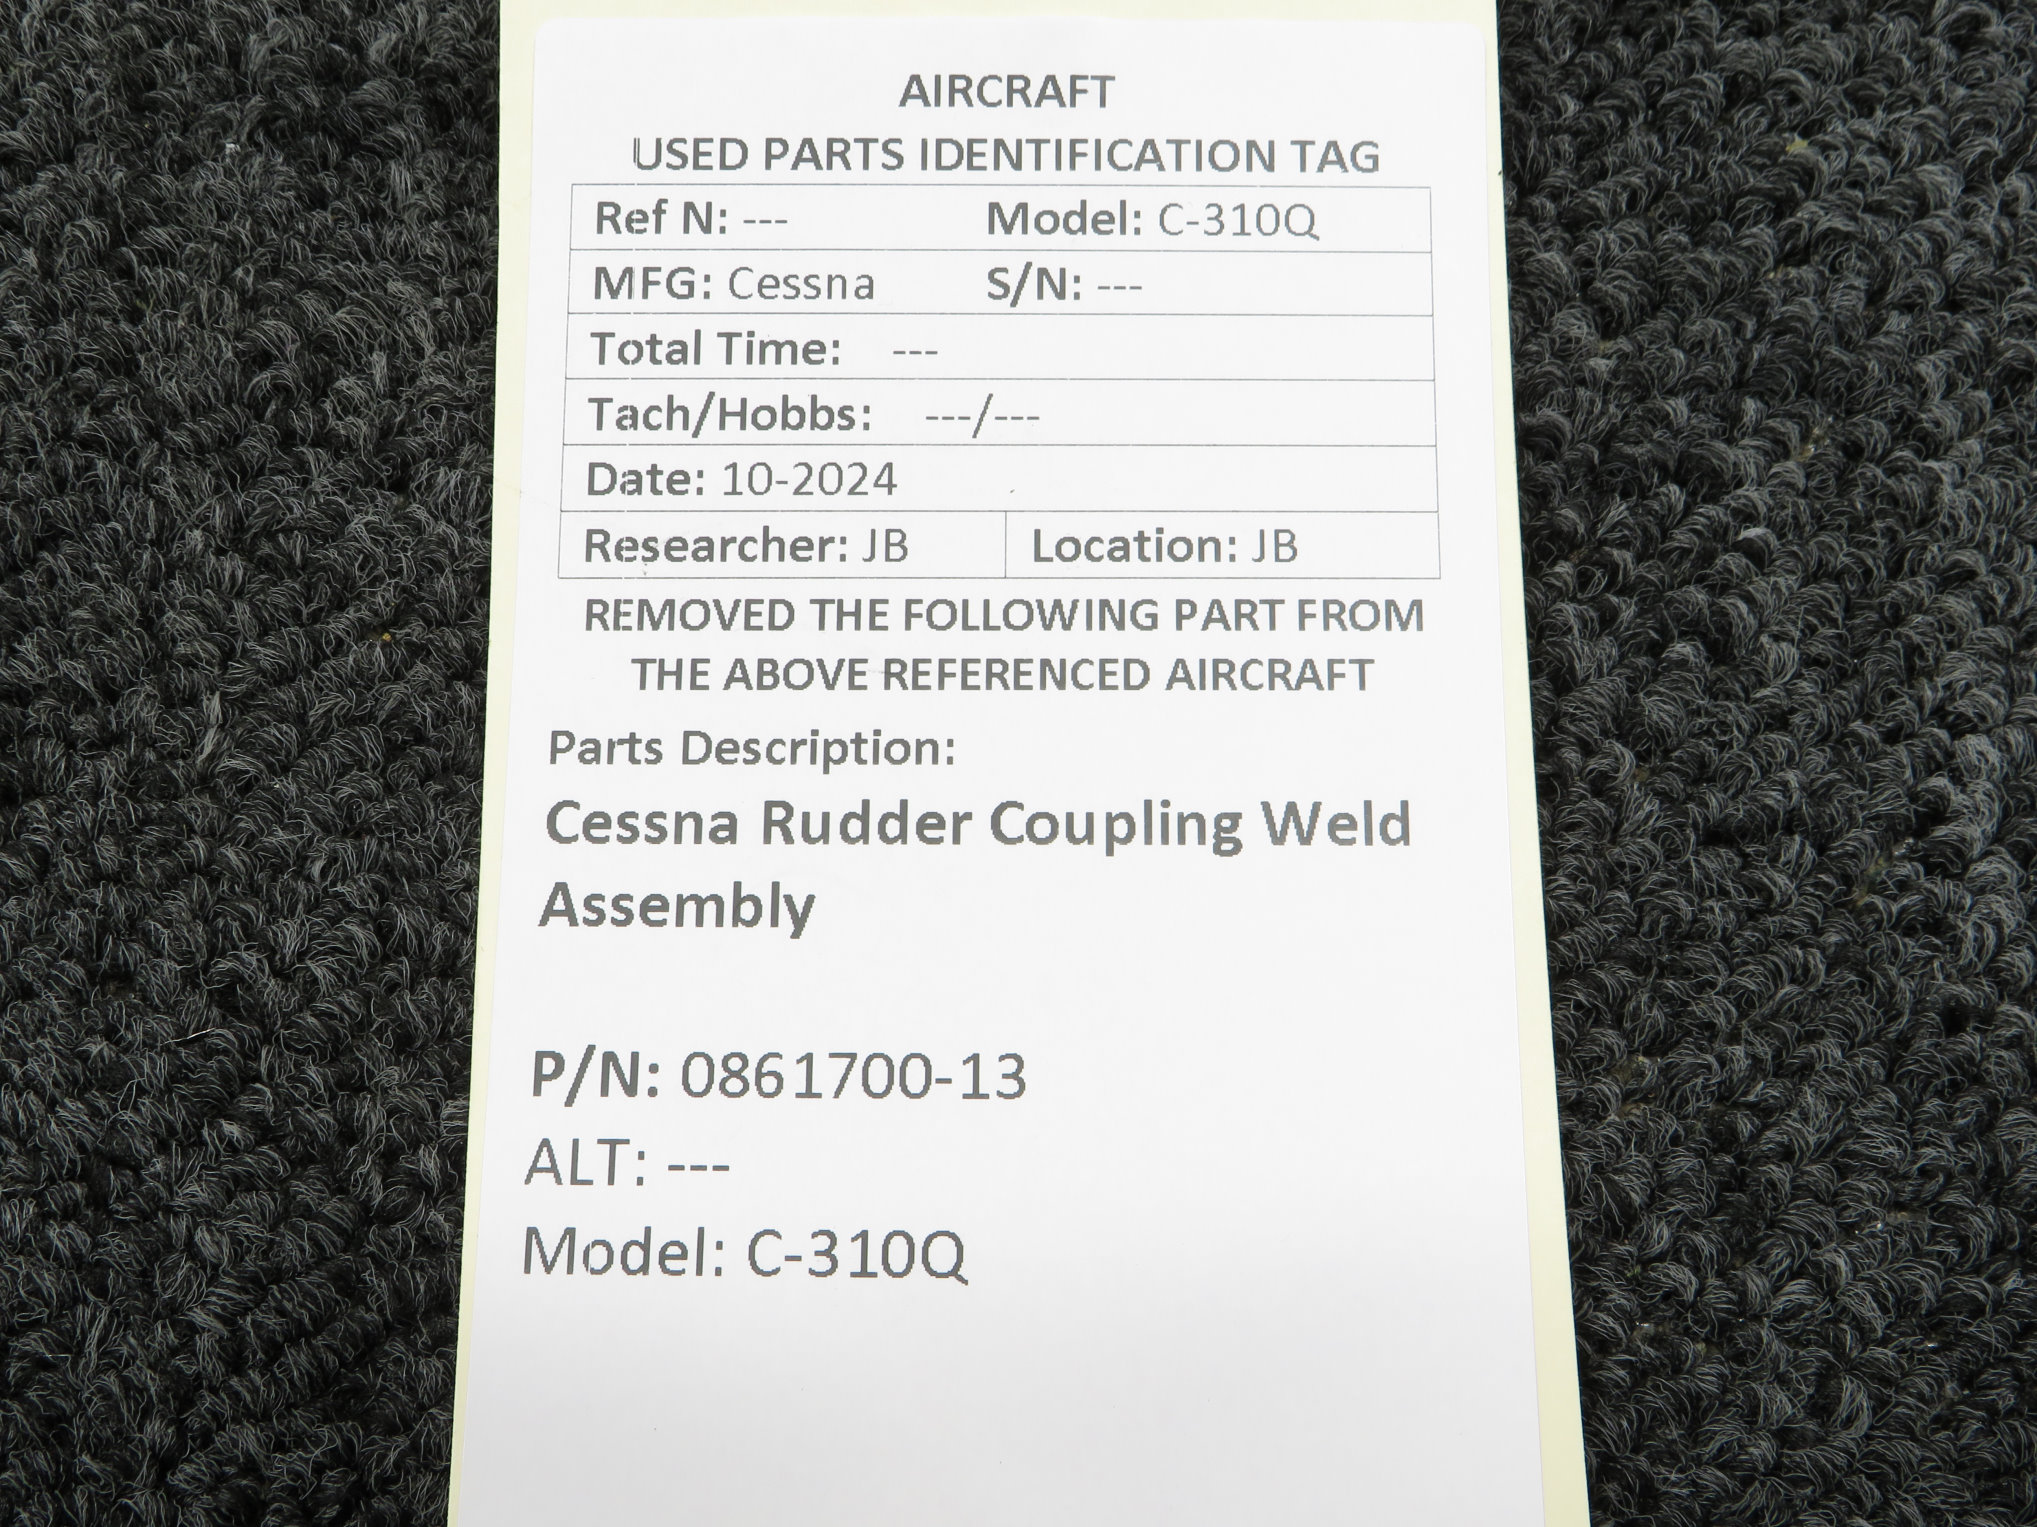 AIRCRAFT
USED PARTS IDENTIFICATION TAG
Ref N: --- Model: C-310Q
MFG: Cessna S/N: ---
Total Time: ---
Tach/Hobbs: ---/---
Date: 10-2024
Researcher: JB Location: JB
REMOVED THE FOLLOWING PART FROM
THE ABOVE REFERENCED AIRCRAFT
Parts Description:
Cessna Rudder Coupling Weld
Assembly
P/N: 0861700-13
ALT: ---
Model: C-310Q